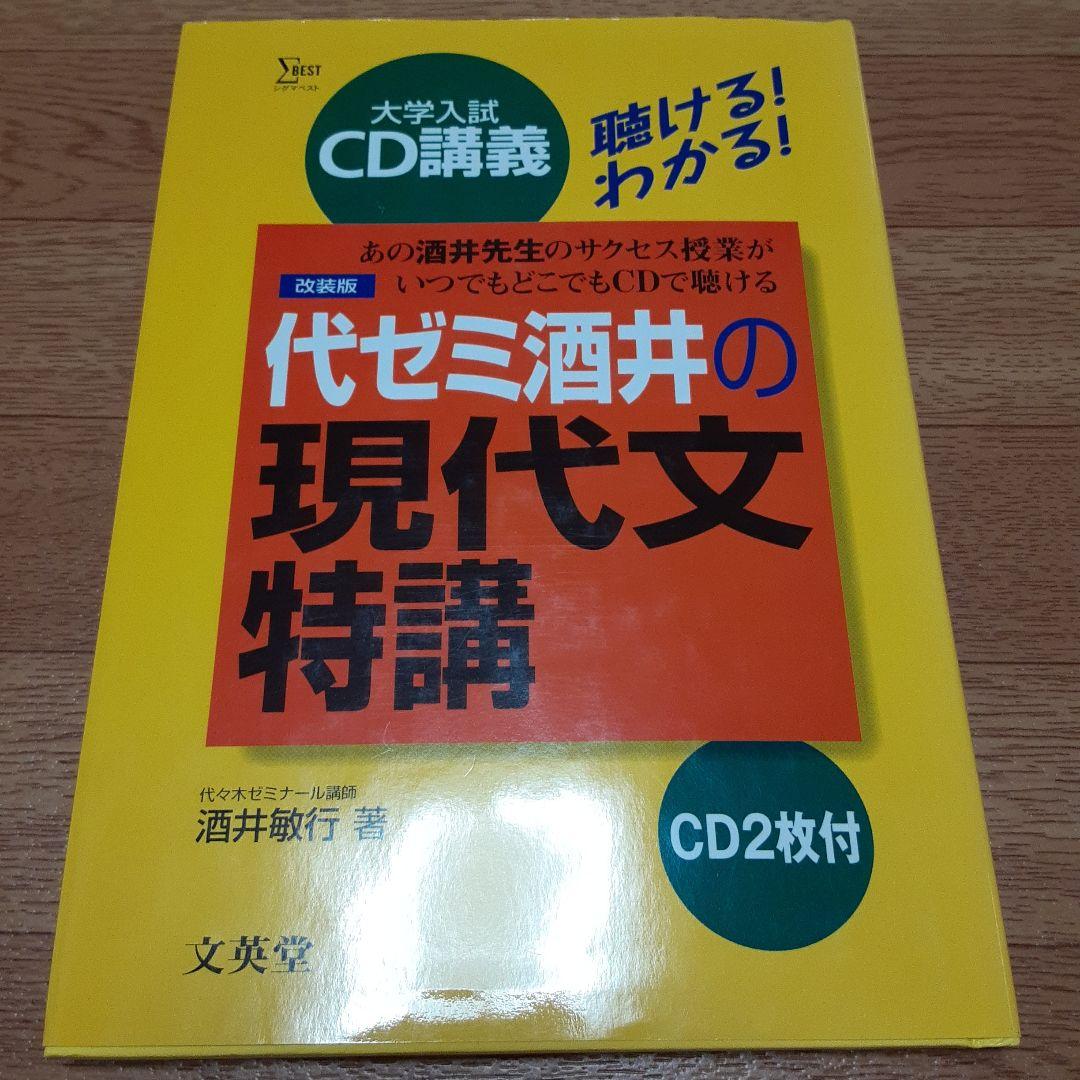 ΣBEST
シグマベスト
大学入試
CD講義
聴ける!
わかる!
あの酒井先生のサクセス授業が
いつでもどこでもCDで聴ける
改装版
代ゼミ酒井の
現代文
特講
代々木ゼミナール講師
酒井敏行 著
CD2枚付
文英堂